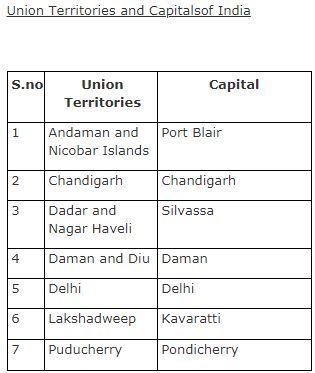 Union Territories and Capitalsof India
S.no Union Territories Capital
1 Andaman and Nicobar Islands Port Blair
2 Chandigarh Chandigarh
3 Dadar and Nagar Haveli Silvassa
4 Daman and Diu Daman
5 Delhi Delhi
6 Lakshadweep Kavaratti
7 Puducherry Pondicherry